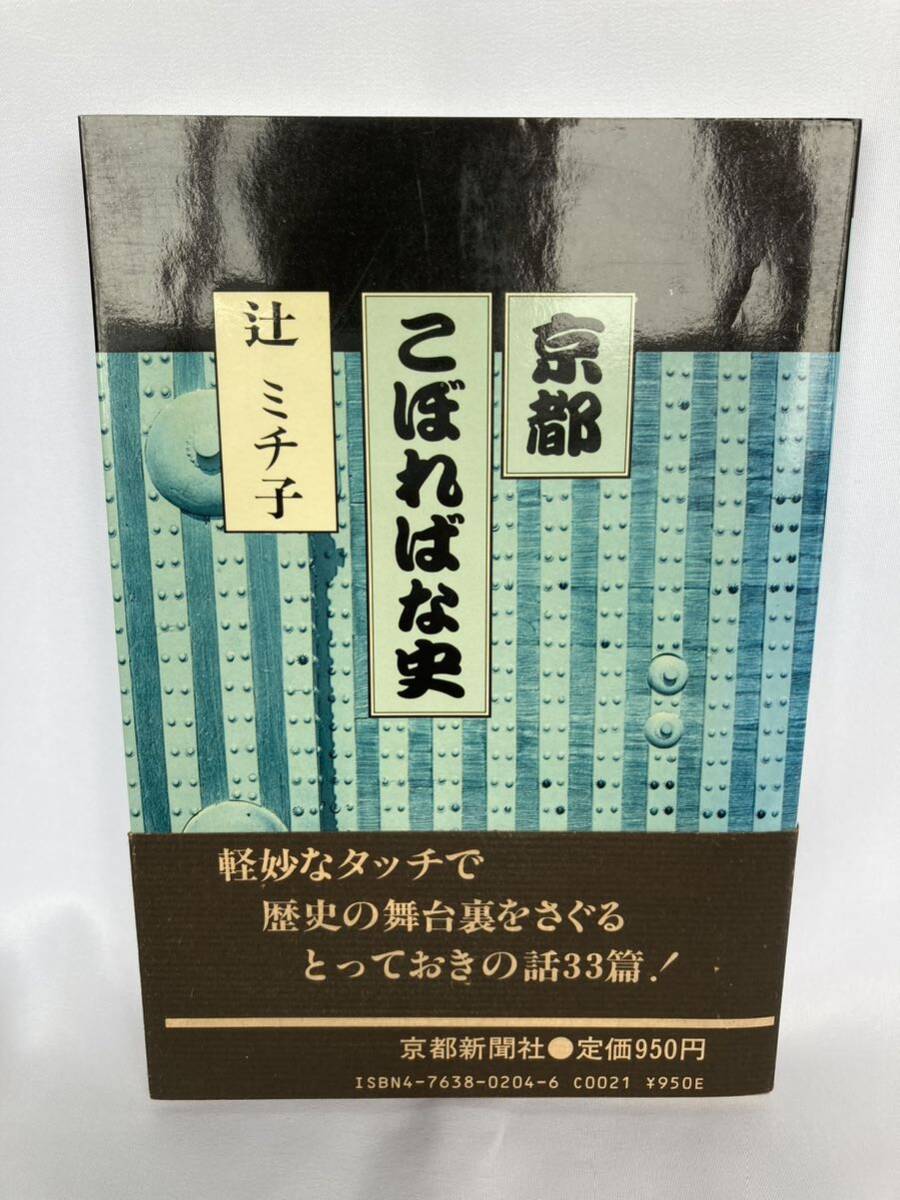 京都
こぼればな史
辻 ミチ子
軽妙なタッチで
歴史の舞台裏をさぐる
とっておきの話33篇!
京都新聞社●定価950円
ISBN4-7638-0204-6 C0021 ¥950E